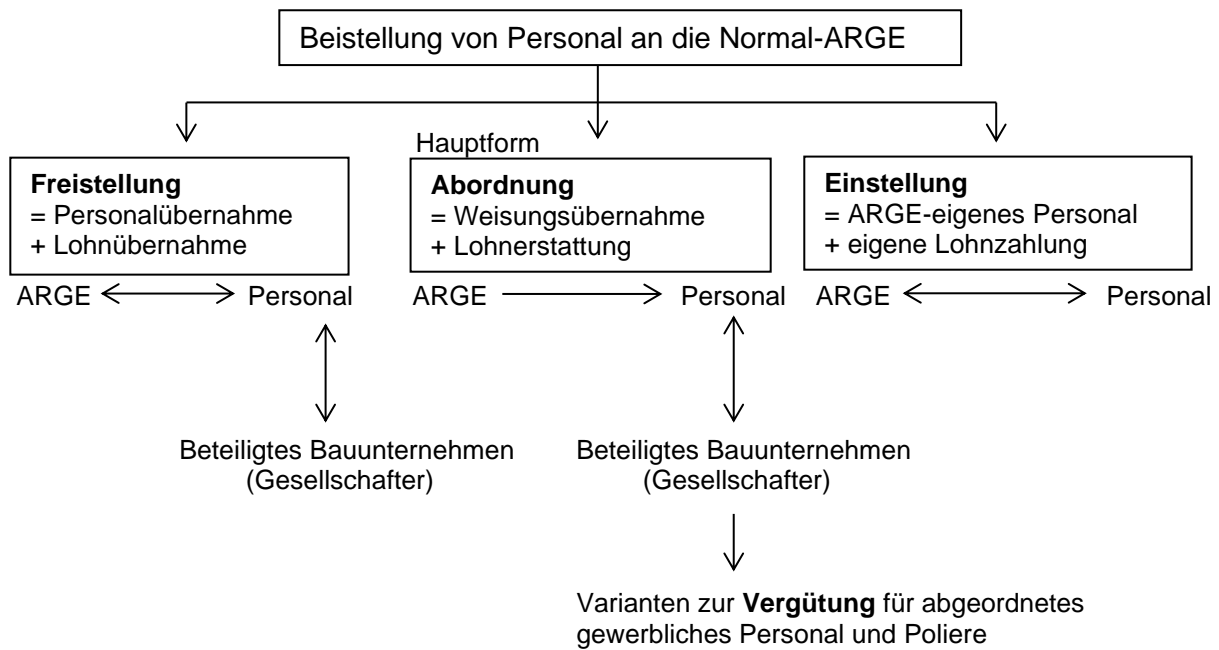 Beistellung von Personal an die Normal-ARGE
Hauptform
Freistellung
= Personalübernahme
+ Lohnübernahme
Abordnung
= Weisungsübernahme
+ Lohnerstattung
Einstellung
= ARGE-eigenes Personal
+ eigene Lohnzahlung
ARGE Personal
ARGE Personal
ARGE Personal
Beteiligtes Bauunternehmen
(Gesellschafter)
Beteiligtes Bauunternehmen
(Gesellschafter)
Varianten zur Vergütung für abgeordnetes
gewerbliches Personal und Poliere